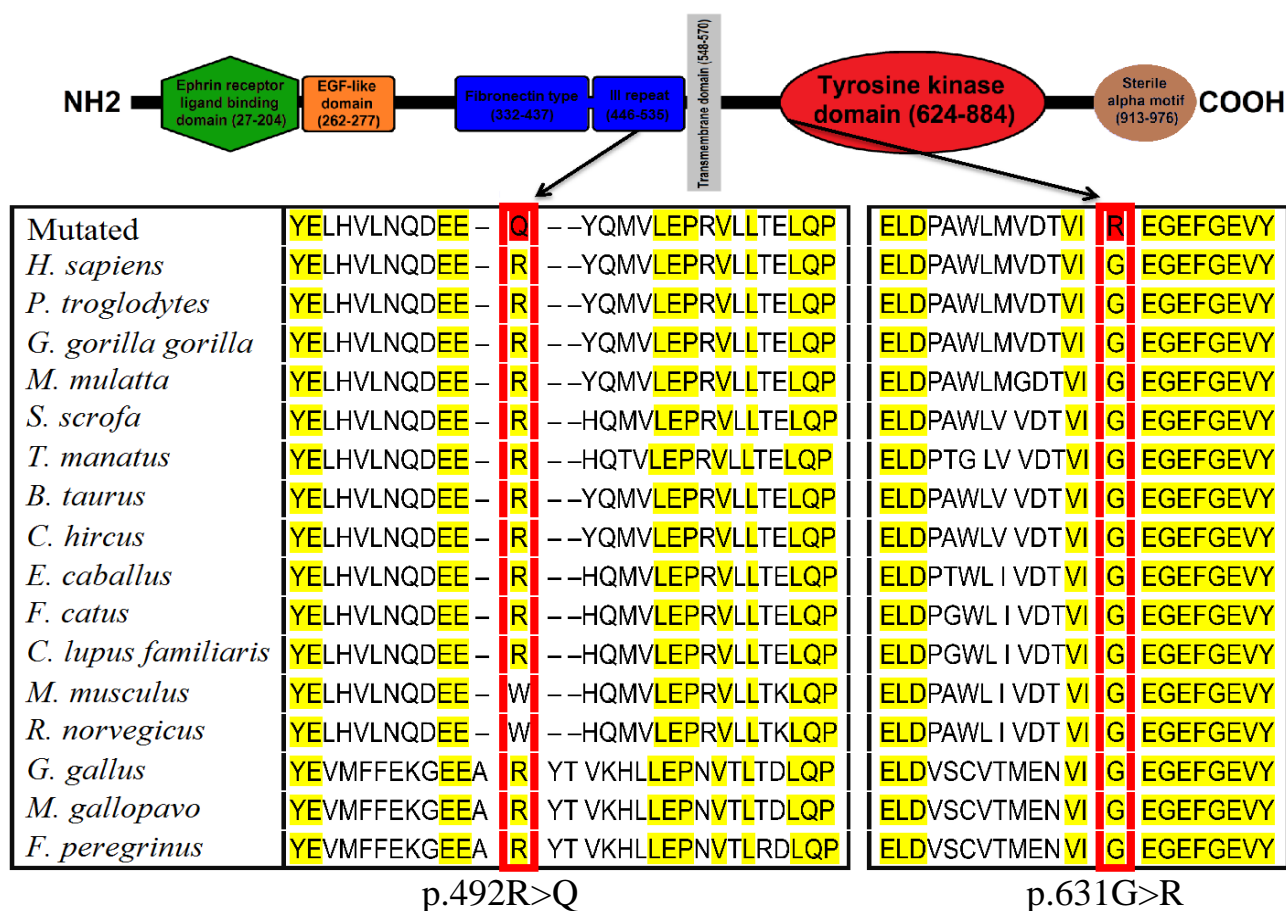 NH2
Ephrin receptor
ligand binding
domain (27-204)
EGF-like
domain
(262-277)
Fibronectin type
(332-437)
III repeat
(446-535)
Transmembrane domain (548-570)
Tyrosine kinase
domain (624-884)
Sterile
alpha motif
(913-976)
COOH
Mutated YELHVLNQDEE – Q – –YQMVLEPRVLLTELQP ELDPAWLMVDTVI R EGEFGEVY
H. sapiens YELHVLNQDEE – R – –YQMVLEPRVLLTELQP ELDPAWLMVDTVI G EGEFGEVY
P. troglodytes YELHVLNQDEE – R – –YQMVLEPRVLLTELQP ELDPAWLMVDTVI G EGEFGEVY
G. gorilla gorilla YELHVLNQDEE – R – –YQMVLEPRVLLTELQP ELDPAWLMVDTVI G EGEFGEVY
M. mulatta YELHVLNQDEE – R – –YQMVLEPRVLLTELQP ELDPAWLMGDTVI G EGEFGEVY
S. scrofa YELHVLNQDEE – R – –HQMVLEPRVLLTELQP ELDPAWLV VDTVI G EGEFGEVY
T. manatus YELHVLNQDEE – R – –HQTVLEPRVLLTELQP ELDPTG LV VDTVI G EGEFGEVY
B. taurus YELHVLNQDEE – R – –YQMVLEPRVLLTELQP ELDPAWLV VDTVI G EGEFGEVY
C. hircus YELHVLNQDEE – R – –YQMVLEPRVLLTELQP ELDPAWLV VDTVI G EGEFGEVY
E. caballus YELHVLNQDEE – R – –HQMVLEPRVLLTELQP ELDPTWL I VDT VI G EGEFGEVY
F. catus YELHVLNQDEE – R – –HQMVLEPRVLLTELQP ELDPGWL I VDTVI G EGEFGEVY
C. lupus familiaris YELHVLNQDEE – R – –HQMVLEPRVLLTELQP ELDPGWL I VDTVI G EGEFGEVY
M. musculus YELHVLNQDEE – W – –HQMVLEPRVLLTKLQP ELDPAWL I VDT VI G EGEFGEVY
R. norvegicus YELHVLNQDEE – W – –HQMVLEPRVLLTKLQP ELDPAWL I VDT VI G EGEFGEVY
G. gallus YEVMFFEKGEEA R YT VKHLLEPNVTLTDLQP ELDVSCVTMENVI G EGEFGEVY
M. gallopavo YEVMFFEKGEEA R YT VKHLLEPNVTLTDLQP ELDVSCVTMENVI G EGEFGEVY
F. peregrinus YEVMFFEKGEEA R YT VKHLLEPNVTLRDLQP ELDVSCVTMENVI G EGEFGEVY
p.492R>Q p.631G>R